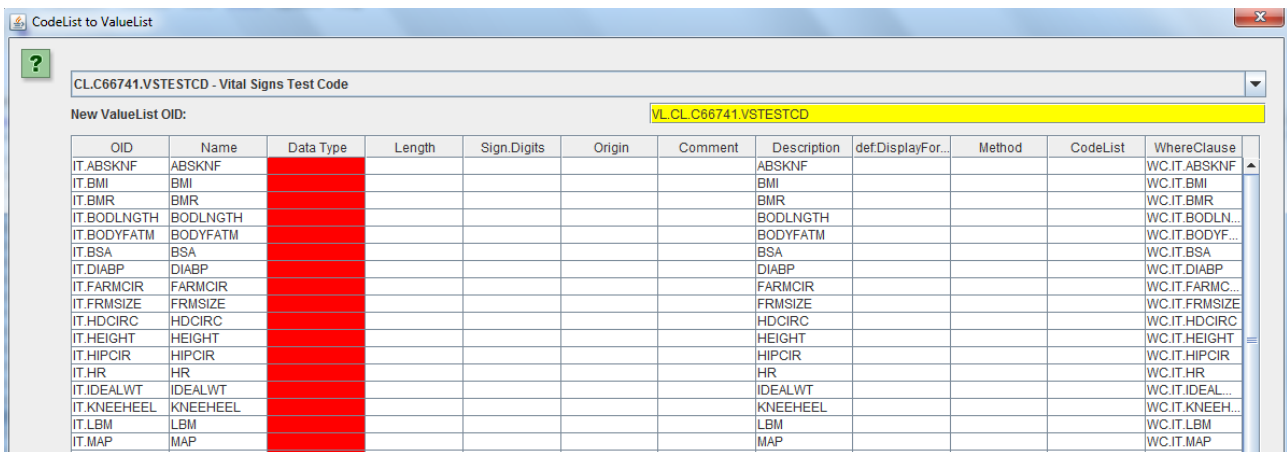 CodeList to ValueList
x
?
CL.C66741.VSTESTCD - Vital Signs Test Code
New ValueList OID: VL.CL.C66741.VSTESTCD
OID Name Data Type Length Sign.Digits Origin Comment Description def:DisplayFor... Method CodeList WhereClause
IT.ABSKNF ABSKNF ABSKNF WC.IT.ABSKNF
IT.BMI BMI BMI WC.IT.BMI
IT.BMR BMR BMR WC.IT.BMR
IT.BODLNGTH BODLNGTH BODLNGTH WC.IT.BODLN...
IT.BODYFATM BODYFATM BODYFATM WC.IT.BODYF...
IT.BSA BSA BSA WC.IT.BSA
IT.DIABP DIABP DIABP WC.IT.DIABP
IT.FARMCIR FARMCIR FARMCIR WC.IT.FARMC...
IT.FRMSIZE FRMSIZE FRMSIZE WC.IT.FRMSIZE
IT.HDCIRC HDCIRC HDCIRC WC.IT.HDCIRC
IT.HEIGHT HEIGHT HEIGHT WC.IT.HEIGHT
IT.HIPCIR HIPCIR HIPCIR WC.IT.HIPCIR
IT.HR HR HR WC.IT.HR
IT.IDEALWT IDEALWT IDEALWT WC.IT.IDEAL...
IT.KNEEHEEL KNEEHEEL KNEEHEEL WC.IT.KNEEH...
IT.LBM LBM LBM WC.IT.LBM
IT.MAP MAP MAP WC.IT.MAP